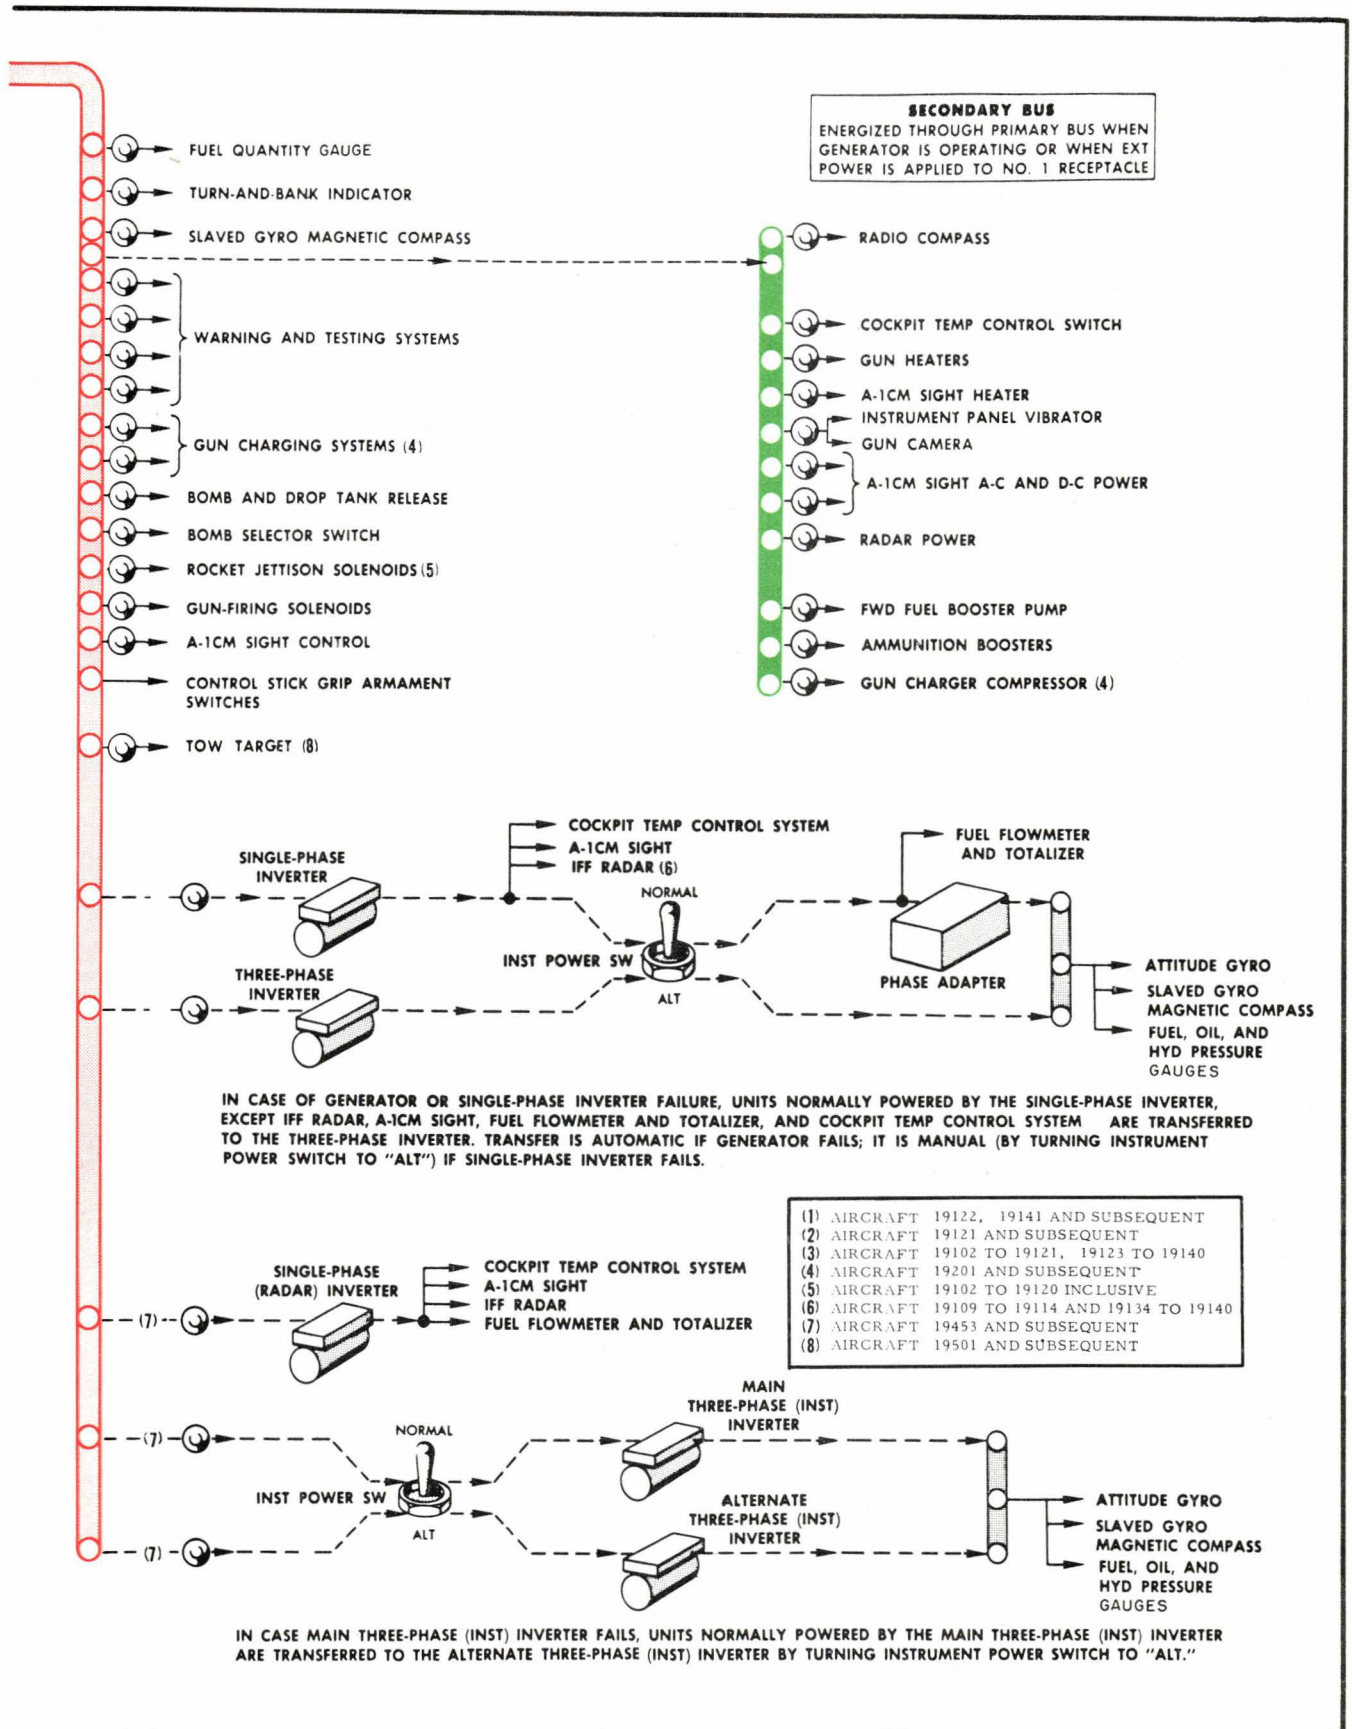 SECONDARY BUS
ENERGIZED THROUGH PRIMARY BUS WHEN
GENERATOR IS OPERATING OR WHEN EXT
POWER IS APPLIED TO NO. 1 RECEPTACLE
FUEL QUANTITY GAUGE
TURN-AND-BANK INDICATOR
SLAVED GYRO MAGNETIC COMPASS
WARNING AND TESTING SYSTEMS
GUN CHARGING SYSTEMS (4)
BOMB AND DROP TANK RELEASE
BOMB SELECTOR SWITCH
ROCKET JETTISON SOLENOIDS (5)
GUN-FIRING SOLENOIDS
A-1CM SIGHT CONTROL
CONTROL STICK GRIP ARMAMENT
SWITCHES
TOW TARGET (8)
RADIO COMPASS
COCKPIT TEMP CONTROL SWITCH
GUN HEATERS
A-1CM SIGHT HEATER
INSTRUMENT PANEL VIBRATOR
GUN CAMERA
A-1CM SIGHT A-C AND D-C POWER
RADAR POWER
FWD FUEL BOOSTER PUMP
AMMUNITION BOOSTERS
GUN CHARGER COMPRESSOR (4)
SINGLE-PHASE
INVERTER
COCKPIT TEMP CONTROL SYSTEM
A-1CM SIGHT
IFF RADAR (6)
NORMAL
FUEL FLOWMETER
AND TOTALIZER
INST POWER SW
ALT
PHASE ADAPTER
THREE-PHASE
INVERTER
ATTITUDE GYRO
SLAVED GYRO
MAGNETIC COMPASS
FUEL, OIL, AND
HYD PRESSURE
GAUGES
IN CASE OF GENERATOR OR SINGLE-PHASE INVERTER FAILURE, UNITS NORMALLY POWERED BY THE SINGLE-PHASE INVERTER,
EXCEPT IFF RADAR, A-1CM SIGHT, FUEL FLOWMETER AND TOTALIZER, AND COCKPIT TEMP CONTROL SYSTEM ARE TRANSFERRED
TO THE THREE-PHASE INVERTER. TRANSFER IS AUTOMATIC IF GENERATOR FAILS; IT IS MANUAL (BY TURNING INSTRUMENT
POWER SWITCH TO "ALT") IF SINGLE-PHASE INVERTER FAILS.
(1) AIRCRAFT 19122, 19141 AND SUBSEQUENT
(2) AIRCRAFT 19121 AND SUBSEQUENT
(3) AIRCRAFT 19102 TO 19121, 19123 TO 19140
(4) AIRCRAFT 19201 AND SUBSEQUENT
(5) AIRCRAFT 19102 TO 19120 INCLUSIVE
(6) AIRCRAFT 19109 TO 19114 AND 19134 TO 19140
(7) AIRCRAFT 19453 AND SUBSEQUENT
(8) AIRCRAFT 19501 AND SUBSEQUENT
SINGLE-PHASE
(RADAR) INVERTER
(7)
COCKPIT TEMP CONTROL SYSTEM
A-1CM SIGHT
IFF RADAR
FUEL FLOWMETER AND TOTALIZER
(7)
NORMAL
INST POWER SW
ALT
(7)
MAIN
THREE-PHASE (INST)
INVERTER
ALTERNATE
THREE-PHASE (INST)
INVERTER
ATTITUDE GYRO
SLAVED GYRO
MAGNETIC COMPASS
FUEL, OIL, AND
HYD PRESSURE
GAUGES
IN CASE MAIN THREE-PHASE (INST) INVERTER FAILS, UNITS NORMALLY POWERED BY THE MAIN THREE-PHASE (INST) INVERTER
ARE TRANSFERRED TO THE ALTERNATE THREE-PHASE (INST) INVERTER BY TURNING INSTRUMENT POWER SWITCH TO "ALT."